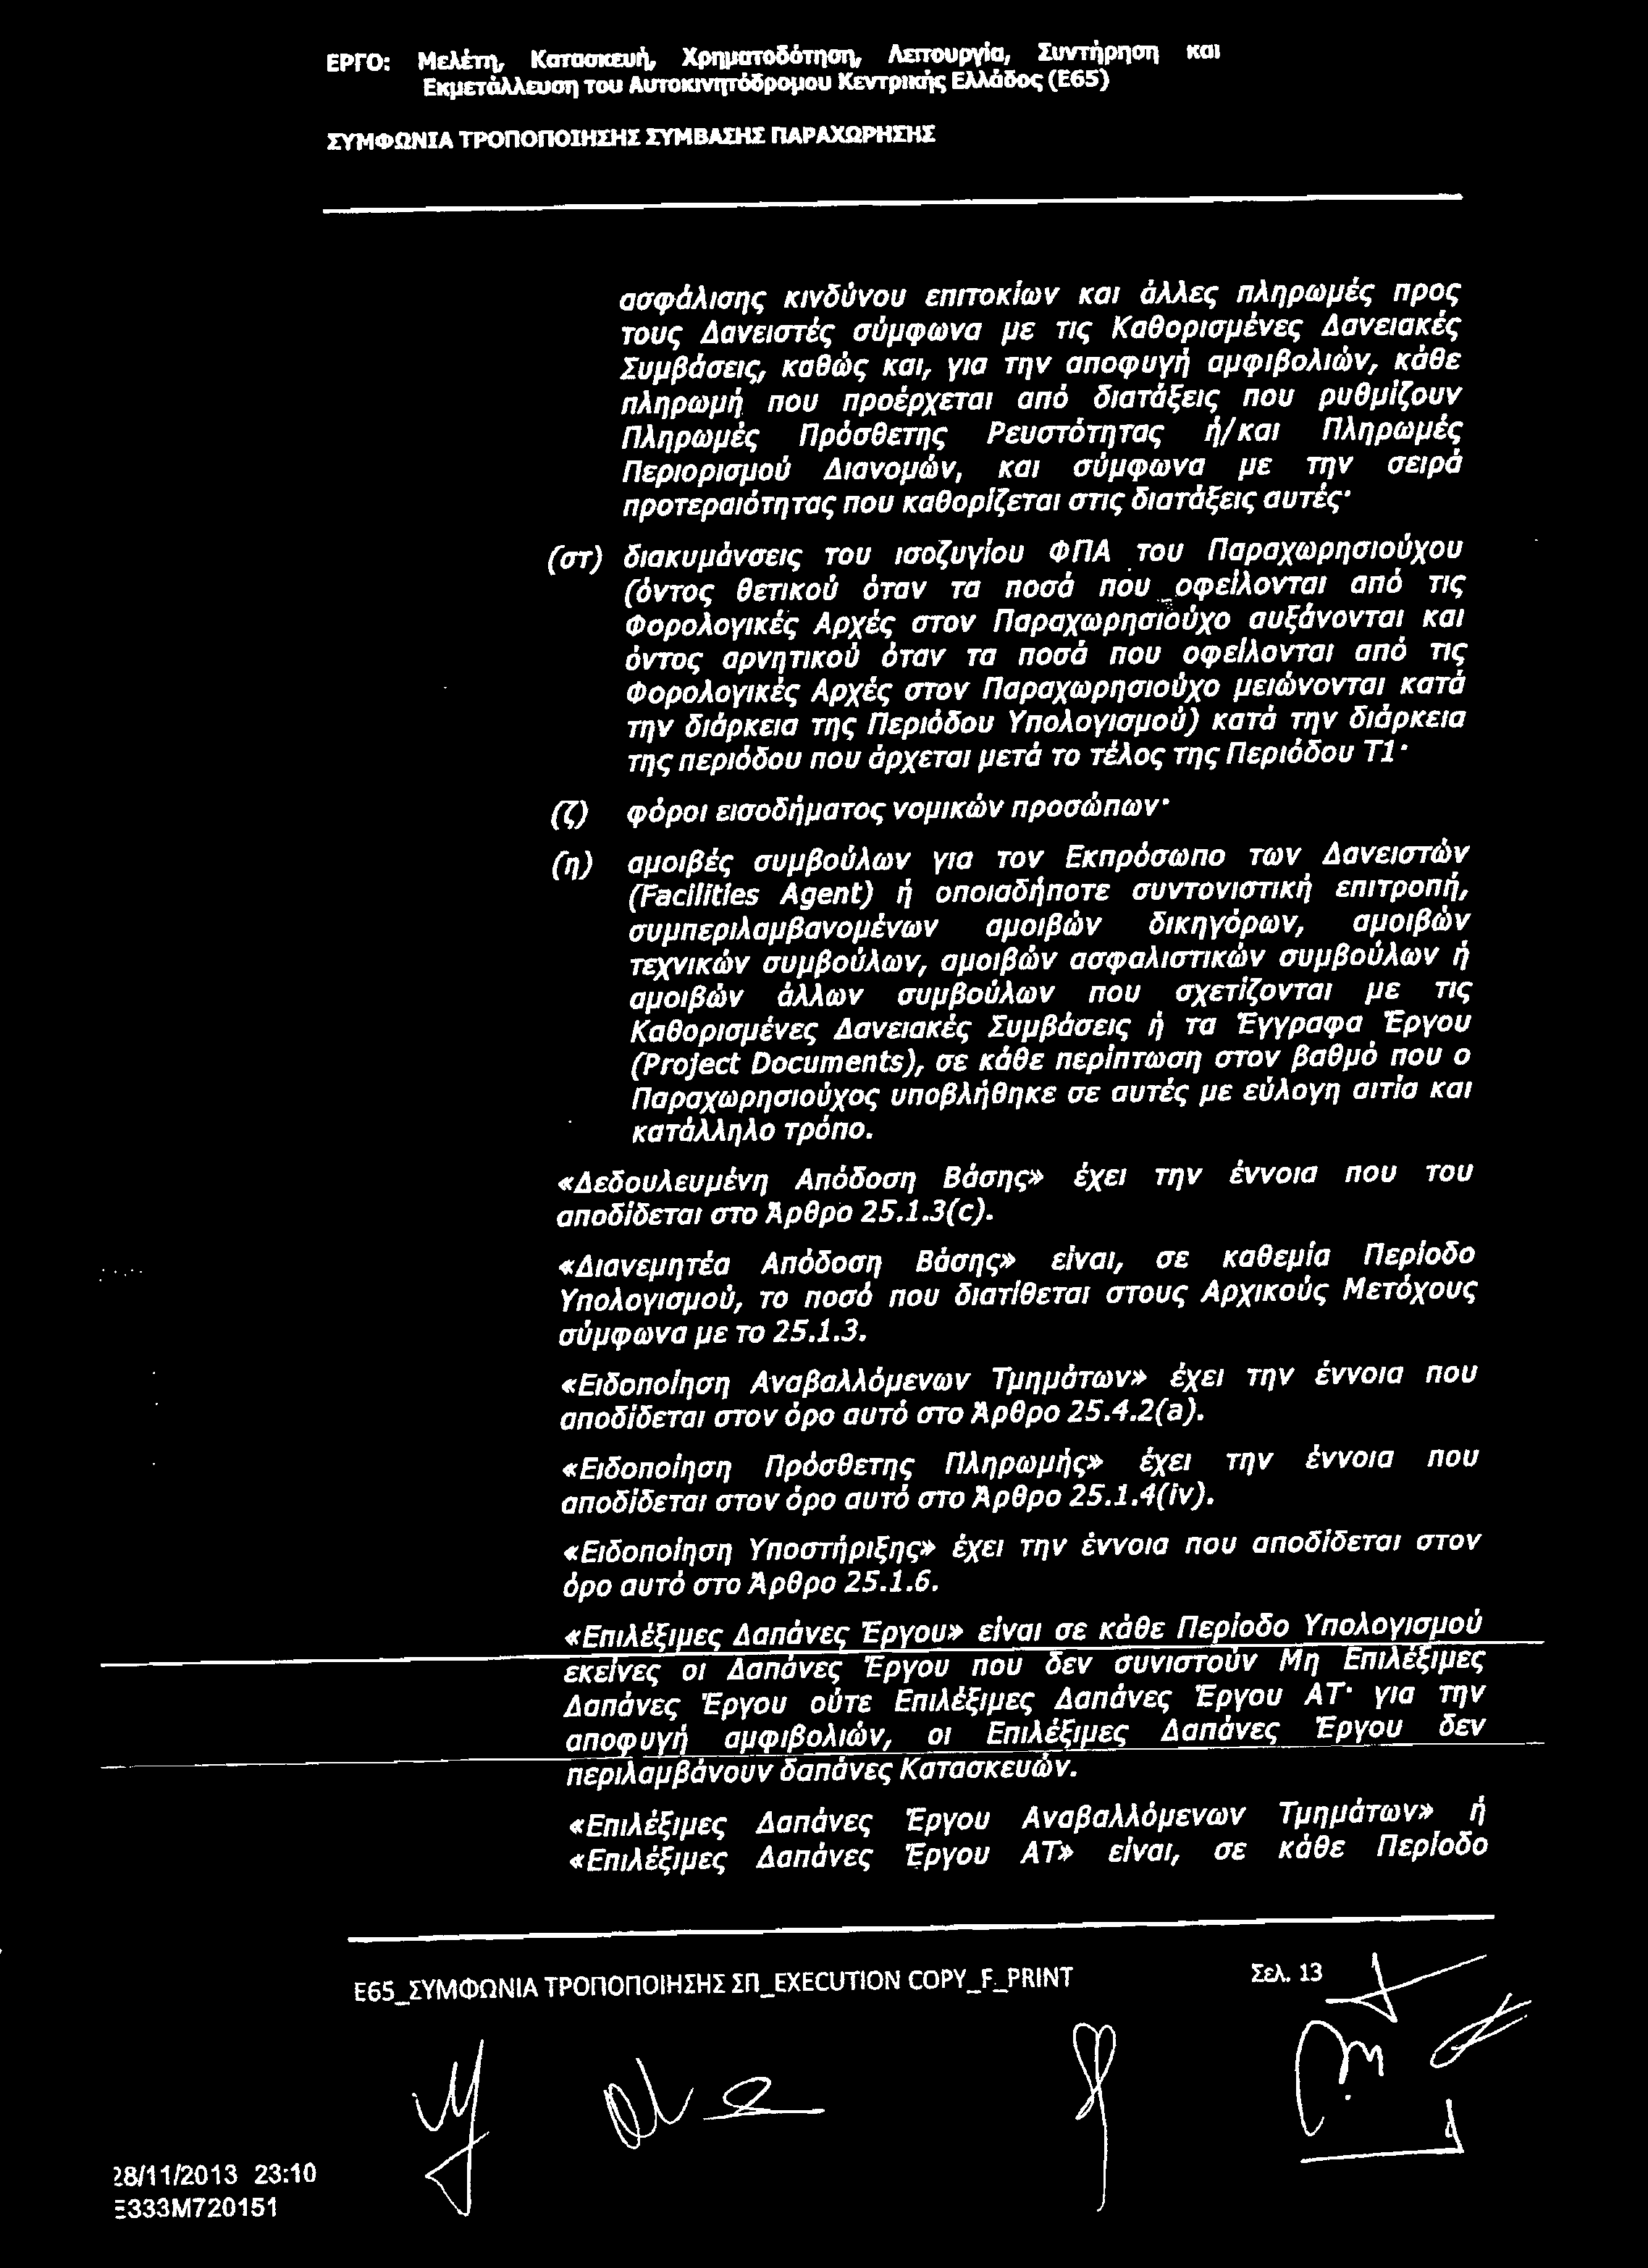 ΕΡΓΟ: Μελέτη, Κατασκευή, Χρηματοδότηση, Λειτουργία, Συντήρηση και
Εκμετάλλευση του Αυτοκινητόδρομου Κεντρικής Ελλάδος (Ε65)
ΣΥΜΦΩΝΙΑ ΤΡΟΠΟΠΟΙΗΣΗΣ ΣΥΜΒΑΣΗΣ ΠΑΡΑΧΩΡΗΣΗΣ
ασφάλισης κινδύνου επιτοκίων και άλλες πληρωμές προς
τους Δανειστές σύμφωνα με τις Καθορισμένες Δανειακές
Συμβάσεις, καθώς και, για την αποφυγή αμφιβολιών, κάθε
πληρωμή που προέρχεται από διατάξεις που ρυθμίζουν
Πληρωμές Πρόσθετης Ρευστότητας ή/και Πληρωμές
Περιορισμού Διανομών, και σύμφωνα με την σειρά
προτεραιότητας που καθορίζεται στις διατάξεις αυτές·
(στ) διακυμάνσεις του ισοζυγίου ΦΠΑ του Παραχωρησιούχου
(όντος θετικού όταν τα ποσά που οφείλονται από τις
Φορολογικές Αρχές στον Παραχωρησιούχο αυξάνονται και
όντος αρνητικού όταν τα ποσά που οφείλονται από τις
Φορολογικές Αρχές στον Παραχωρησιούχο μειώνονται κατά
την διάρκεια της Περιόδου Υπολογισμού) κατά την διάρκεια
της περιόδου που άρχεται μετά το τέλος της Περιόδου Τ1·
(ζ) φόροι εισοδήματος νομικών προσώπων·
(η) αμοιβές συμβούλων για τον Εκπρόσωπο των Δανειστών
(Facilities Agent) ή οποιαδήποτε συντονιστική επιτροπή,
συμπεριλαμβανομένων αμοιβών δικηγόρων, αμοιβών
τεχνικών συμβούλων, αμοιβών ασφαλιστικών συμβούλων ή
αμοιβών άλλων συμβούλων που σχετίζονται με τις
Καθορισμένες Δανειακές Συμβάσεις ή τα Έγγραφα Έργου
(Project Documents), σε κάθε περίπτωση στον βαθμό που ο
Παραχωρησιούχος υποβλήθηκε σε αυτές με εύλογη αιτία και
κατάλληλο τρόπο.
«Δεδουλευμένη Απόδοση Βάσης» έχει την έννοια που του
αποδίδεται στο Άρθρο 25.1.3(c).
«Διανεμητέα Απόδοση Βάσης» είναι, σε καθεμία Περίοδο
Υπολογισμού, το ποσό που διατίθεται στους Αρχικούς Μετόχους
σύμφωνα με το 25.1.3.
«Ειδοποίηση Αναβαλλόμενων Τμημάτων» έχει την έννοια που
αποδίδεται στον όρο αυτό στο Άρθρο 25.4.2(a).
«Ειδοποίηση Πρόσθετης Πληρωμής» έχει την έννοια που
αποδίδεται στον όρο αυτό στο Άρθρο 25.1.4(iv).
«Ειδοποίηση Υποστήριξης» έχει την έννοια που αποδίδεται στον
όρο αυτό στο Άρθρο 25.1.6.
«Επιλέξιμες Δαπάνες Έργου» είναι σε κάθε Περίοδο Υπολογισμού
εκείνες οι Δαπάνες Έργου που δεν συνιστούν Μη Επιλέξιμες
Δαπάνες Έργου ούτε Επιλέξιμες Δαπάνες Έργου ΑΤ· για την
αποφυγή αμφιβολιών, οι Επιλέξιμες Δαπάνες Έργου δεν
περιλαμβάνουν δαπάνες Κατασκευών.
«Επιλέξιμες Δαπάνες Έργου Αναβαλλόμενων Τμημάτων» ή
«Επιλέξιμες Δαπάνες Έργου ΑΤ» είναι, σε κάθε Περίοδο
Ε65_ΣΥΜΦΩΝΙΑ ΤΡΟΠΟΠΟΙΗΣΗΣ ΣΠ_EXECUTION COPY_F_PRINT Σελ. 13
28/11/2013 23:10
E333M720151